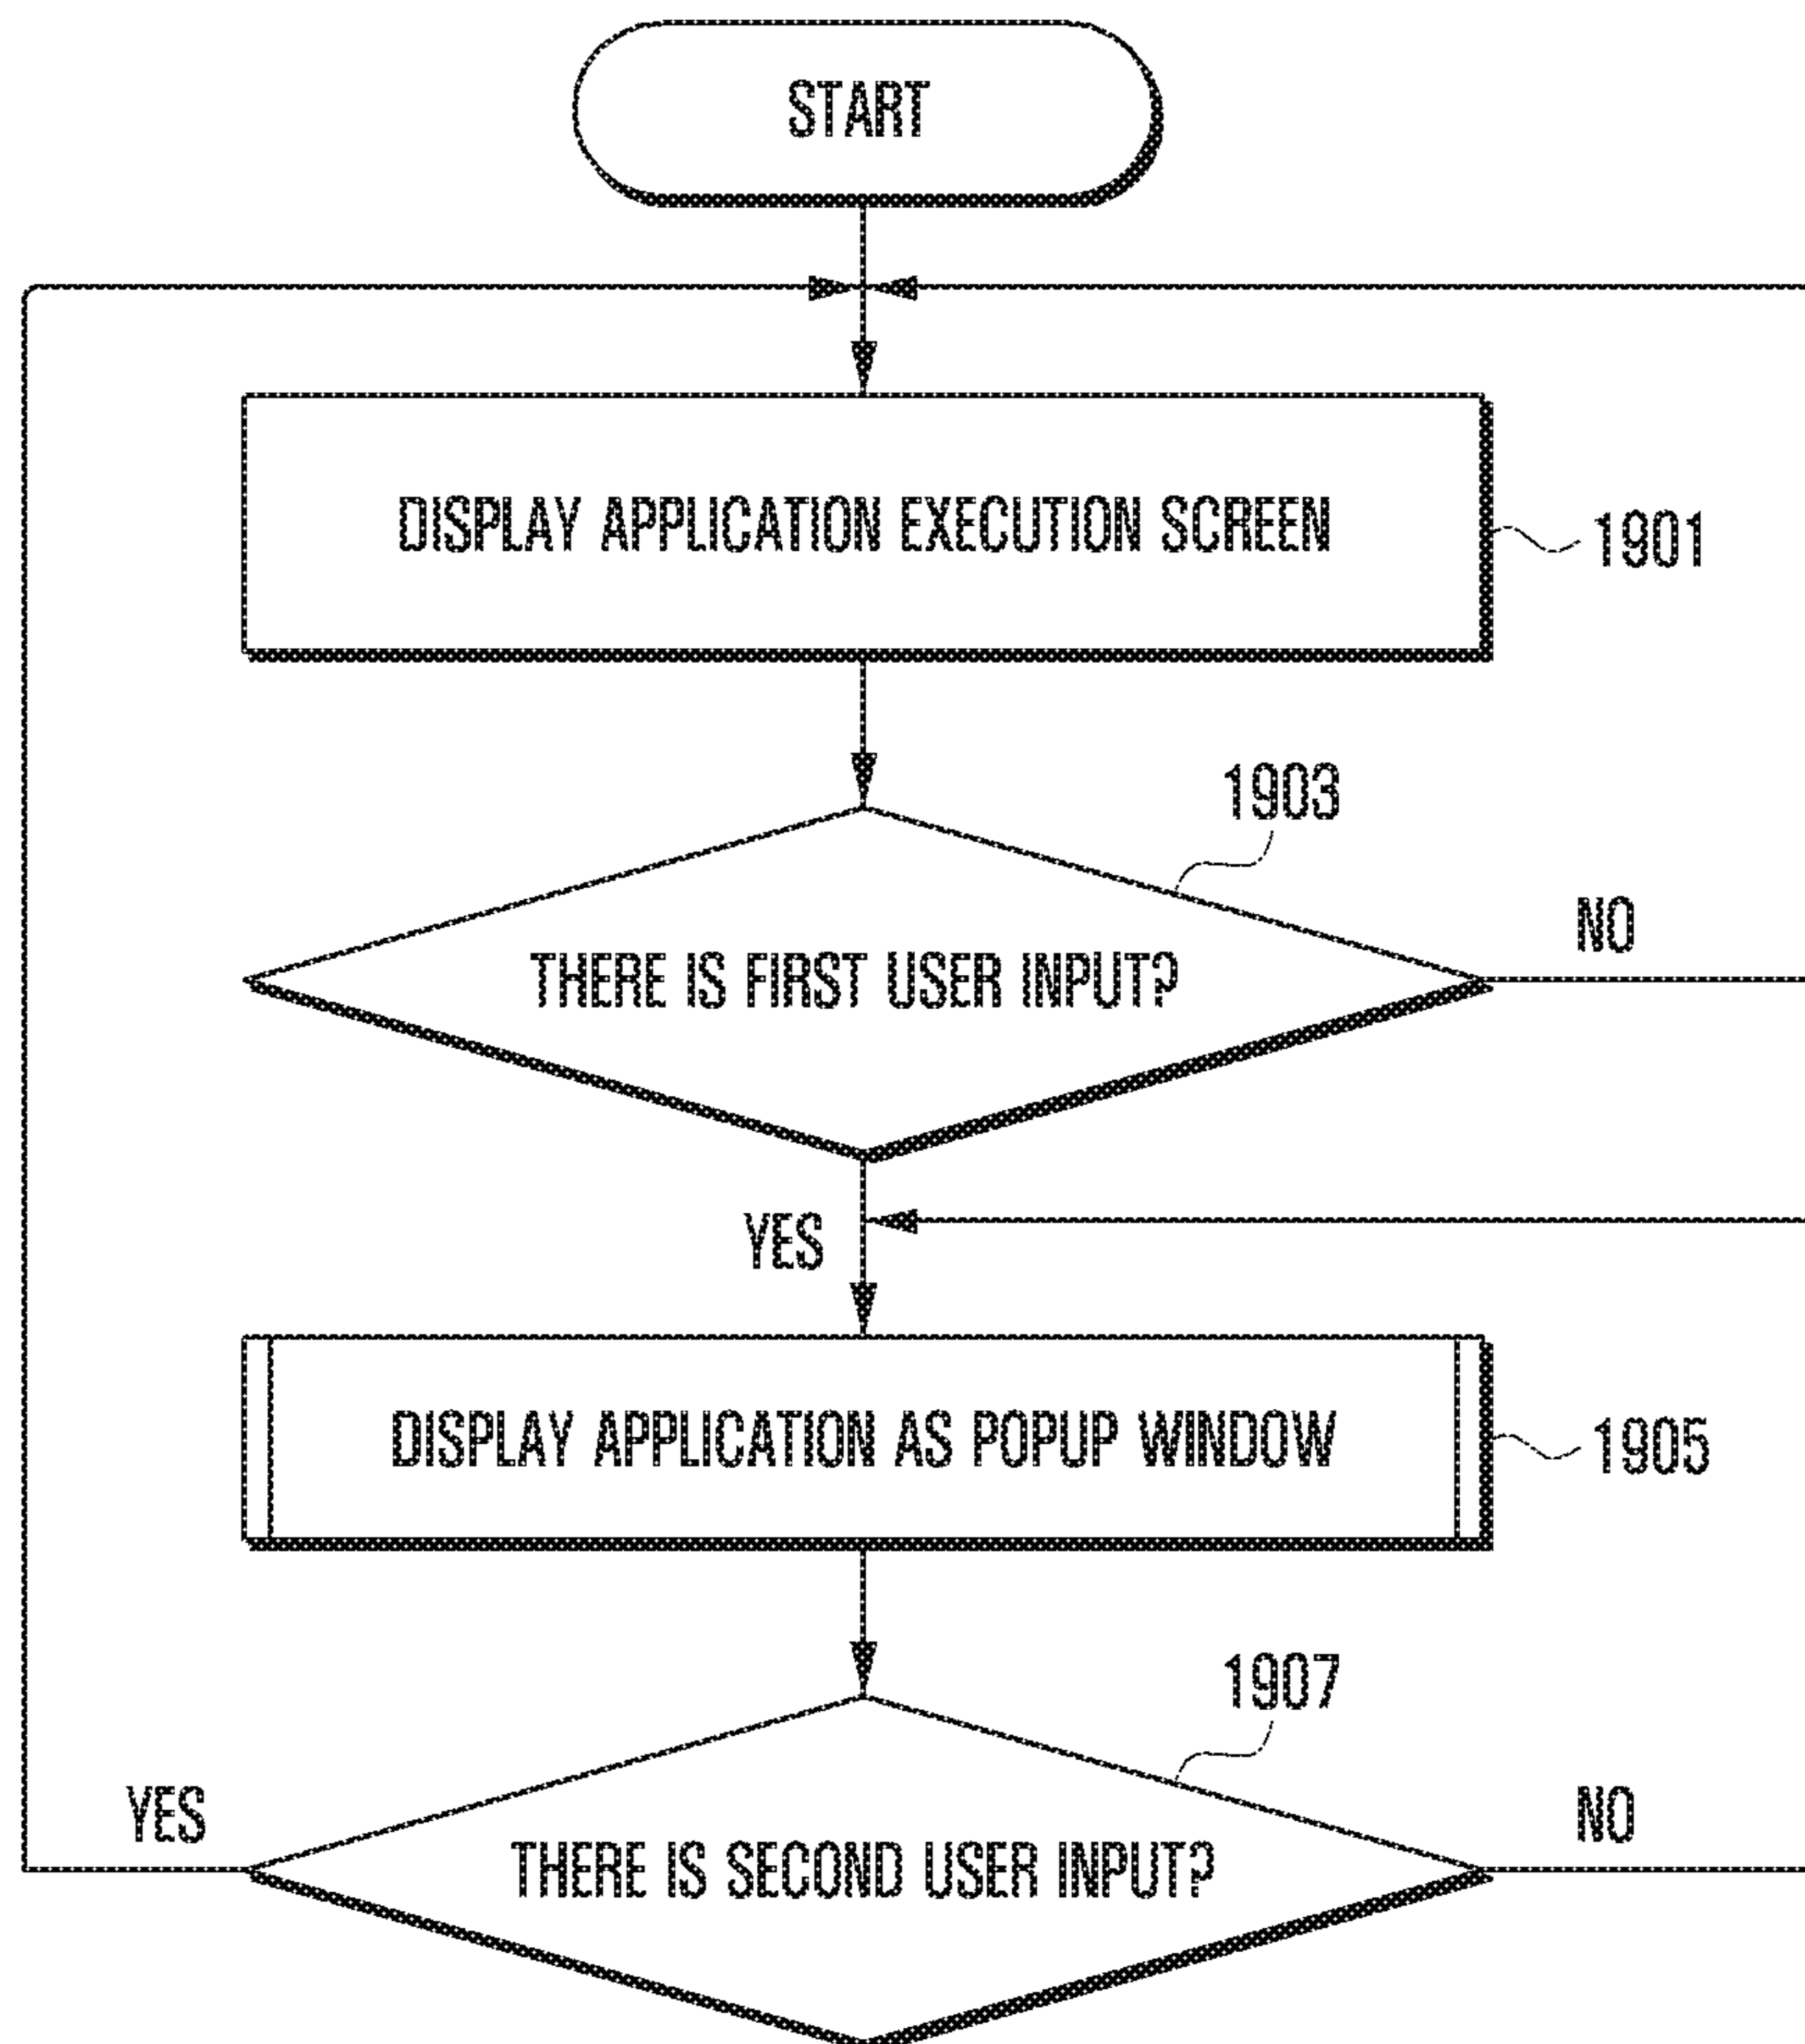 START
DISPLAY APPLICATION EXECUTION SCREEN
1901
1903
NO
THERE IS FIRST USER INPUT?
YES
DISPLAY APPLICATION AS POPUP WINDOW
1905
1907
YES
NO
THERE IS SECOND USER INPUT?